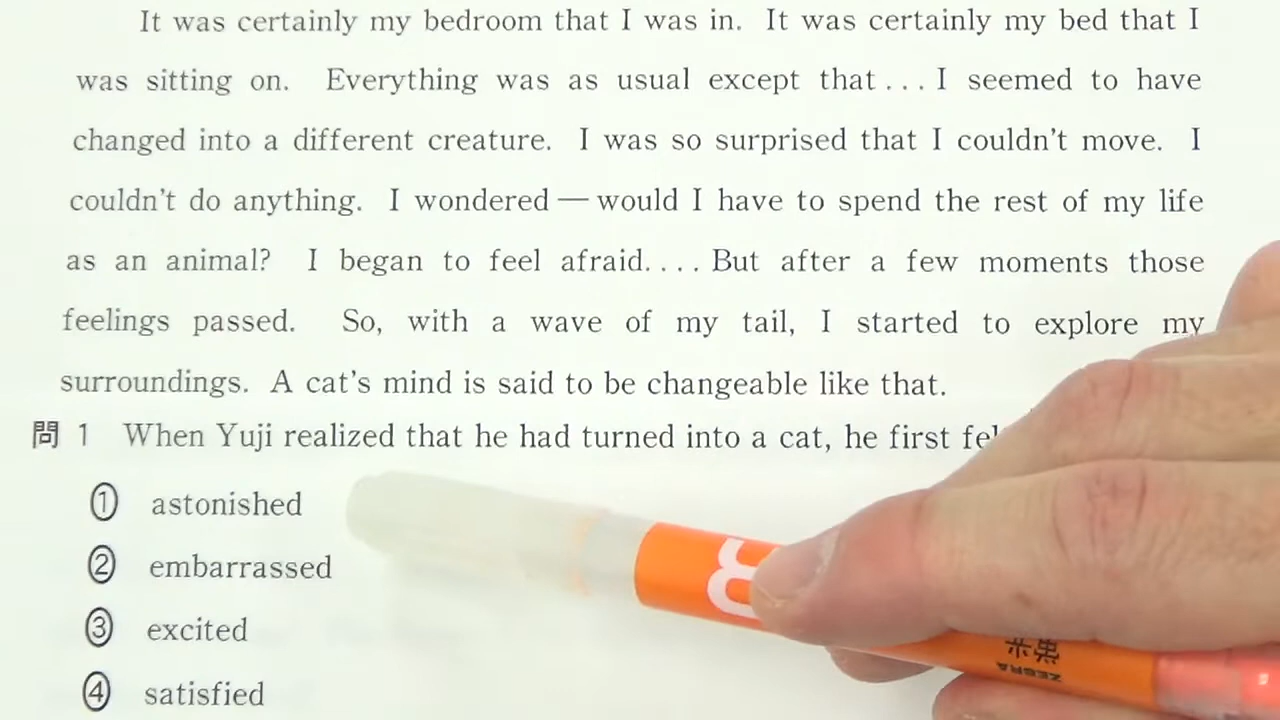 It was certainly my bedroom that I was in. It was certainly my bed that I
was sitting on. Everything was as usual except that ... I seemed to have
changed into a different creature. I was so surprised that I couldn't move. I
couldn't do anything. I wondered — would I have to spend the rest of my life
as an animal? I began to feel afraid.... But after a few moments those
feelings passed. So, with a wave of my tail, I started to explore my
surroundings. A cat's mind is said to be changeable like that.
問 1 When Yuji realized that he had turned into a cat, he first
① astonished
② embarrassed
③ excited
④ satisfied
ZEBRA